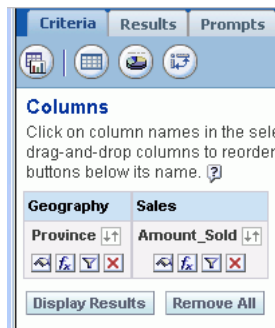 Criteria Results Prompts
Columns
Click on column names in the sele
drag-and-drop columns to reorder
buttons below its name.
Geography Sales
Province Amount_Sold
Display Results Remove All